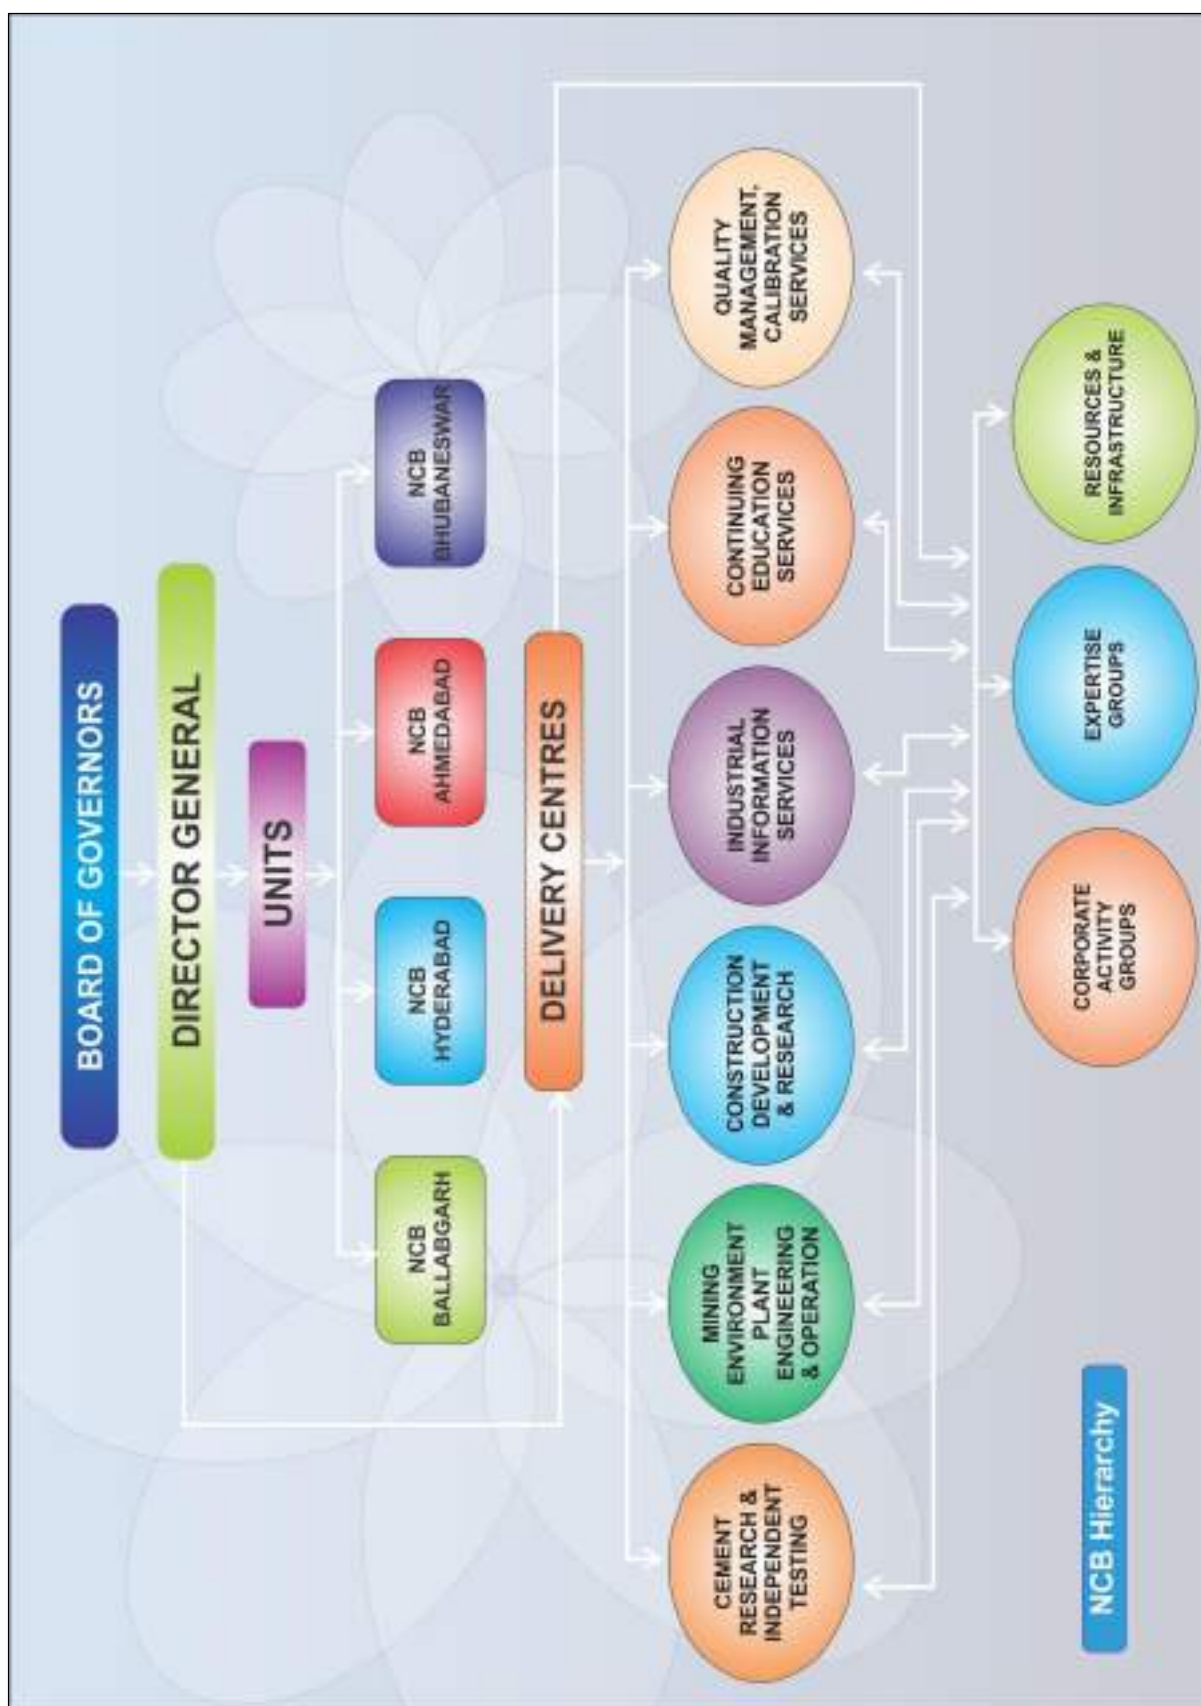 BOARD OF GOVERNORS
DIRECTOR GENERAL
UNITS
NCB
BALLABGARH
NCB
HYDERABAD
NCB
AHMEDABAD
NCB
BHUBANESWAR
DELIVERY CENTRES
CEMENT
RESEARCH &
INDEPENDENT
TESTING
MINING
ENVIRONMENT
PLANT
ENGINEERING
& OPERATION
CONSTRUCTION
DEVELOPMENT
& RESEARCH
INDUSTRIAL
INFORMATION
SERVICES
CONTINUING
EDUCATION
SERVICES
QUALITY
MANAGEMENT,
CALIBRATION
SERVICES
CORPORATE
ACTIVITY
GROUPS
EXPERTISE
GROUPS
RESOURCES &
INFRASTRUCTURE
NCB Hierarchy